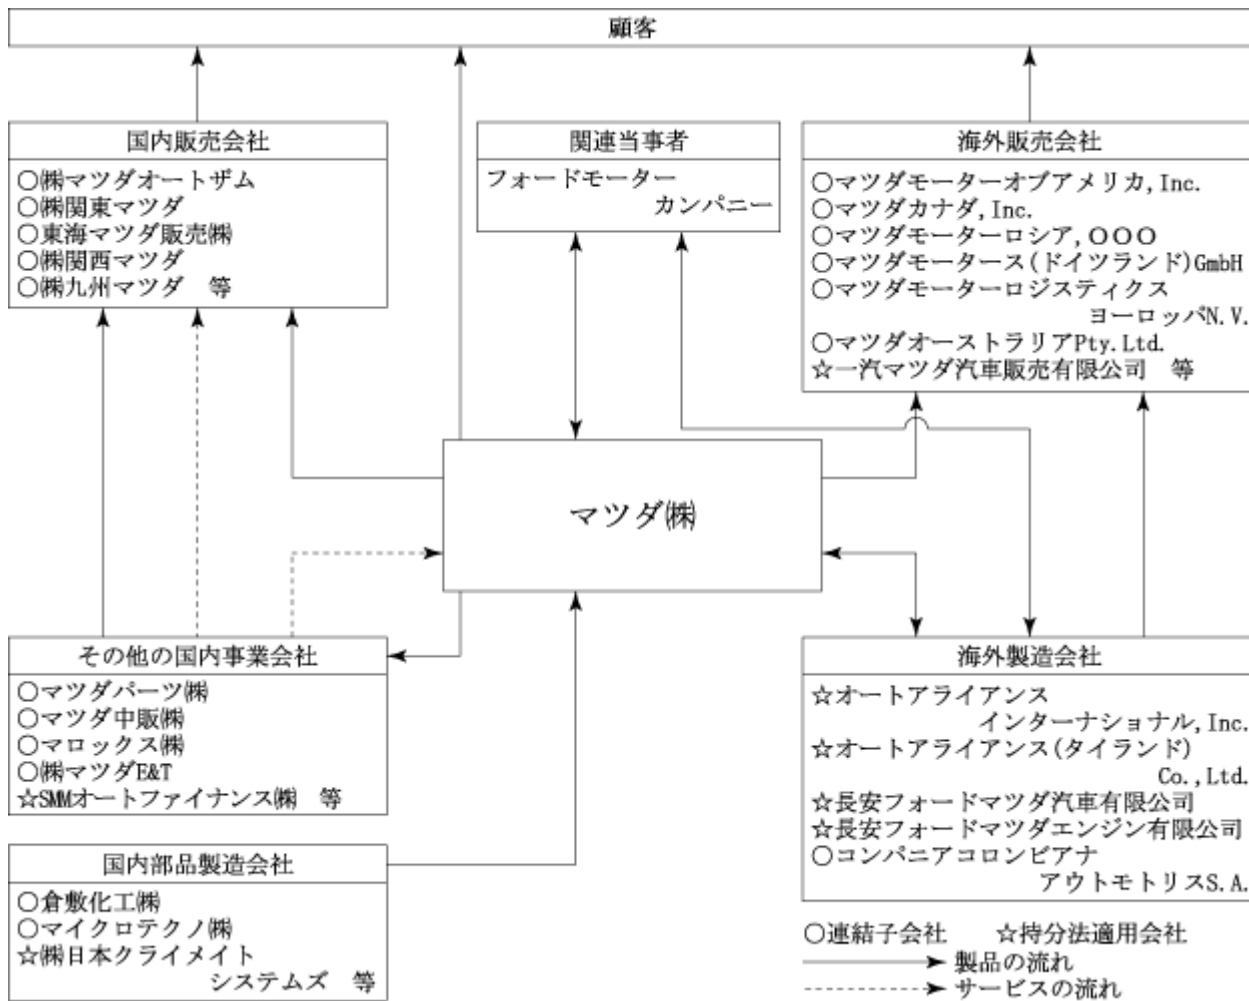 顧客
国内販売会社
○㈱マツダオートザム
○㈱関東マツダ
○東海マツダ販売㈱
○㈱関西マツダ
○㈱九州マツダ　等
関連当事者
フォードモーター
カンパニー
海外販売会社
○マツダモーターオブアメリカ,Inc.
○マツダカナダ,Inc.
○マツダモーターロシア,OOO
○マツダモータース(ドイツランド)GmbH
○マツダモーターロジスティクス
ヨーロッパN.V.
○マツダオーストラリアPty.Ltd.
☆一汽マツダ汽車販売有限公司　等
マツダ㈱
その他の国内事業会社
○マツダパーツ㈱
○マツダ中販㈱
○マロックス㈱
○㈱マツダE&T
☆SMMオートファイナンス㈱　等
海外製造会社
☆オートアライアンス
インターナショナル,Inc.
☆オートアライアンス(タイランド)
Co.,Ltd.
☆長安フォードマツダ汽車有限公司
☆長安フォードマツダエンジン有限公司
○コンパニアコロンビアナ
アウトモトリスS.A.
国内部品製造会社
○倉敷化工㈱
○マイクロテクノ㈱
☆㈱日本クライメイト
システムズ　等
○連結子会社　☆持分法適用会社
製品の流れ
サービスの流れ